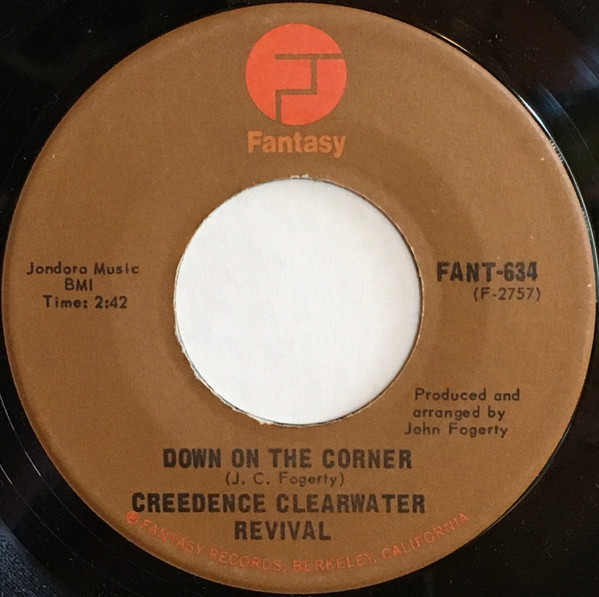 Fantasy
Jondora Music
BMI
Time: 2:42
FANT-634
(F-2757)
Produced and
arranged by
John Fogerty
DOWN ON THE CORNER
(J. C. Fogerty)
CREEDENCE CLEARWATER
REVIVAL
℗ FANTASY RECORDS, BERKELEY, CALIFORNIA